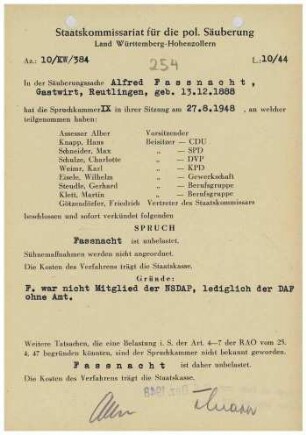 Staatskommissariat für die pol. Säuberung
Land Württemberg-Hohenzollern
Az.: 10/KW/384
L. 10/44
254
In der Säuberungssache Alfred Fassnacht,
Gastwirt, Reutlingen, geb. 13.12.1888
hat die Spruchkammer IX in ihrer Sitzung am 27.8.1948, an welcher
teilgenommen haben:
Assessor Alber Vorsitzender
Knapp, Hans Beisitzer — CDU
Schneider, Max „ — SPD
Schulze, Charlotte „ — DVP
Weimr, Karl „ — KPD
Eisele, Wilhelm „ — Gewerkschaft
Steudle, Gerhard „ — Berufsgruppe
Klett, Martin „ — Berufsgruppe
Götzendörfer, Friedrich Vertreter des Staatskommissars
beschlossen und sofort verkündet folgenden
SPRUCH
Fassnacht ist unbelastet.
Sühnemaßnahmen werden nicht angeordnet.
Die Kosten des Verfahrens trägt die Staatskasse.
Gründe:
F. war nicht Mitglied der NSDAP, lediglich der DAF
ohne Amt.
Weitere Tatsachen, die eine Belastung i. S. der Art. 4—7 der RAO vom 25.
4. 47 begründen könnten, sind der Spruchkammer nicht bekannt geworden.
Fassnacht ist daher unbelastet.
Die Kosten des Verfahrens trägt die Staatskasse.